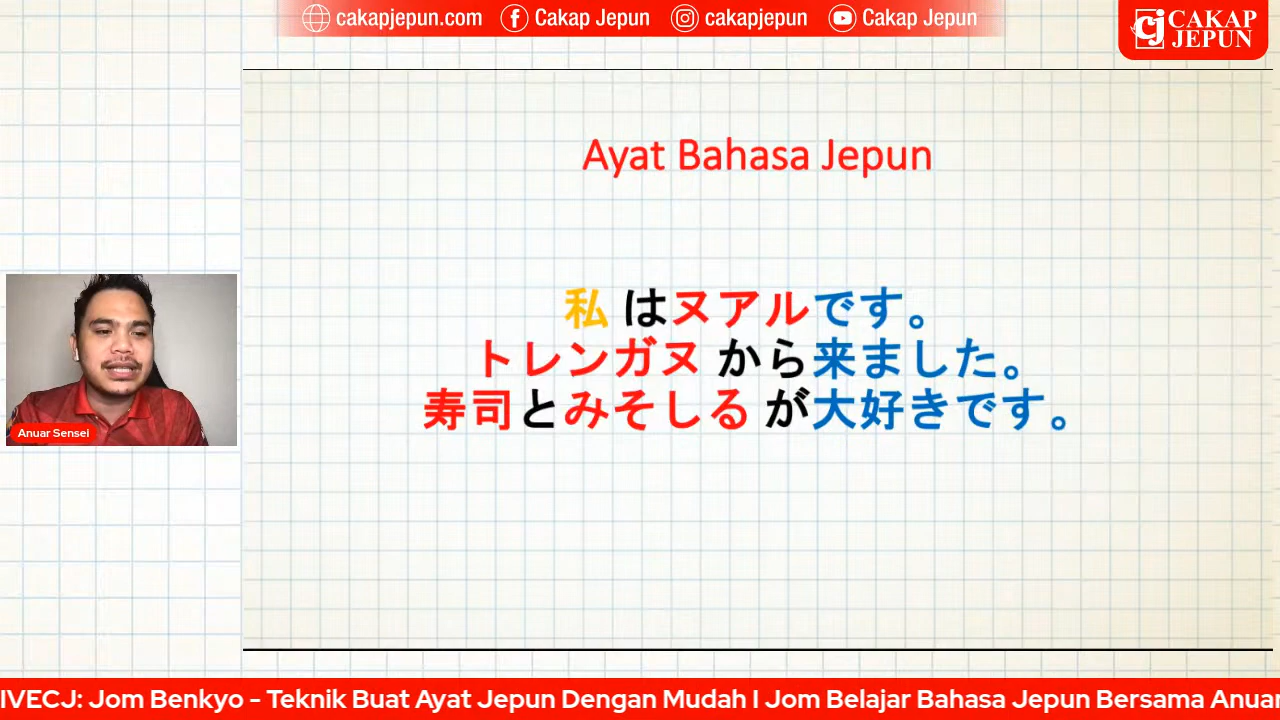 cakapjepun.com Cakap Jepun cakapjepun Cakap Jepun
CAKAP
JEPUN
Ayat Bahasa Jepun
私 はヌアルです。
トレンガヌ から来ました。
寿司とみそしる が大好きです。
Anuar Sensei
IVECJ: Jom Benkyo - Teknik Buat Ayat Jepun Dengan Mudah I Jom Belajar Bahasa Jepun Bersama Anuar